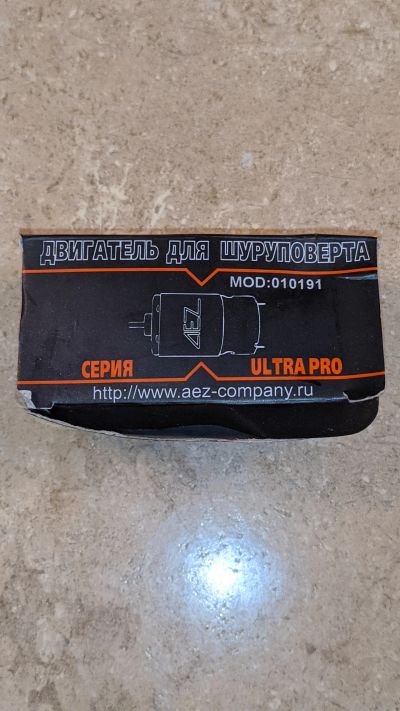 ДВИГАТЕЛЬ ДЛЯ ШУРУПОВЕРТА
MOD:010191
AEZ
СЕРИЯ ULTRA PRO
http://www.aez-company.ru